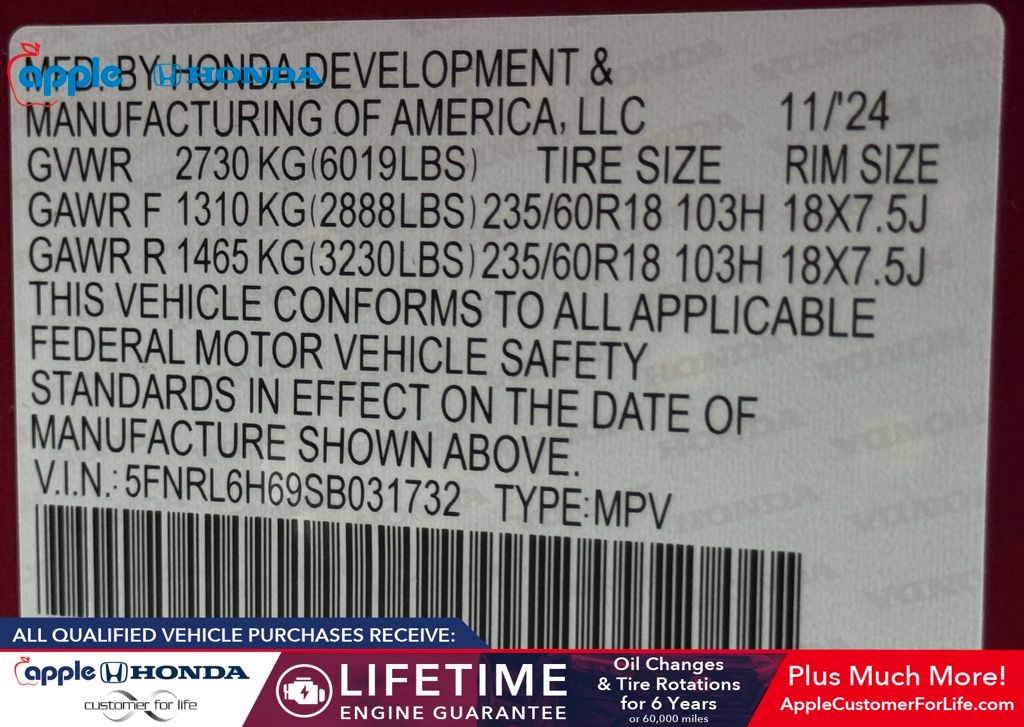 apple HONDA
MFD. BY HONDA DEVELOPMENT &
MANUFACTURING OF AMERICA, LLC 11/'24
GVWR 2730 KG(6019LBS) TIRE SIZE RIM SIZE
GAWR F 1310 KG(2888LBS) 235/60R18 103H 18X7.5J
GAWR R 1465 KG(3230LBS) 235/60R18 103H 18X7.5J
THIS VEHICLE CONFORMS TO ALL APPLICABLE
FEDERAL MOTOR VEHICLE SAFETY
STANDARDS IN EFFECT ON THE DATE OF
MANUFACTURE SHOWN ABOVE.
V.I.N.: 5FNRL6H69SB031732 TYPE:MPV
ALL QUALIFIED VEHICLE PURCHASES RECEIVE:
apple HONDA
customer for life
LIFETIME
ENGINE GUARANTEE
Oil Changes
& Tire Rotations
for 6 Years
or 60,000 miles
Plus Much More!
AppleCustomerForLife.com